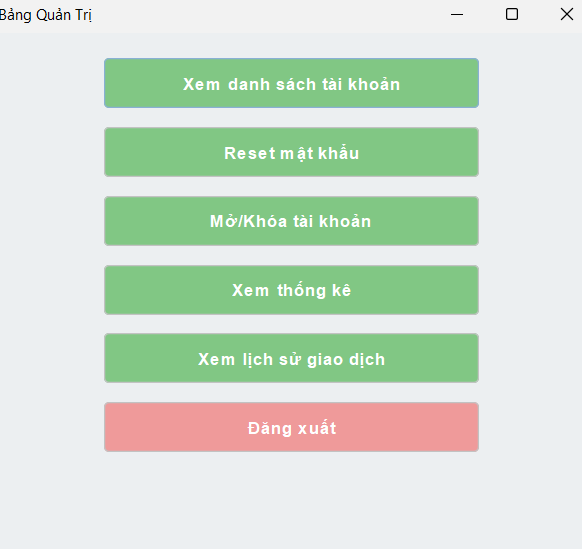 Bảng Quản Trị
Xem danh sách tài khoản
Reset mật khẩu
Mở/Khóa tài khoản
Xem thống kê
Xem lịch sử giao dịch
Đăng xuất